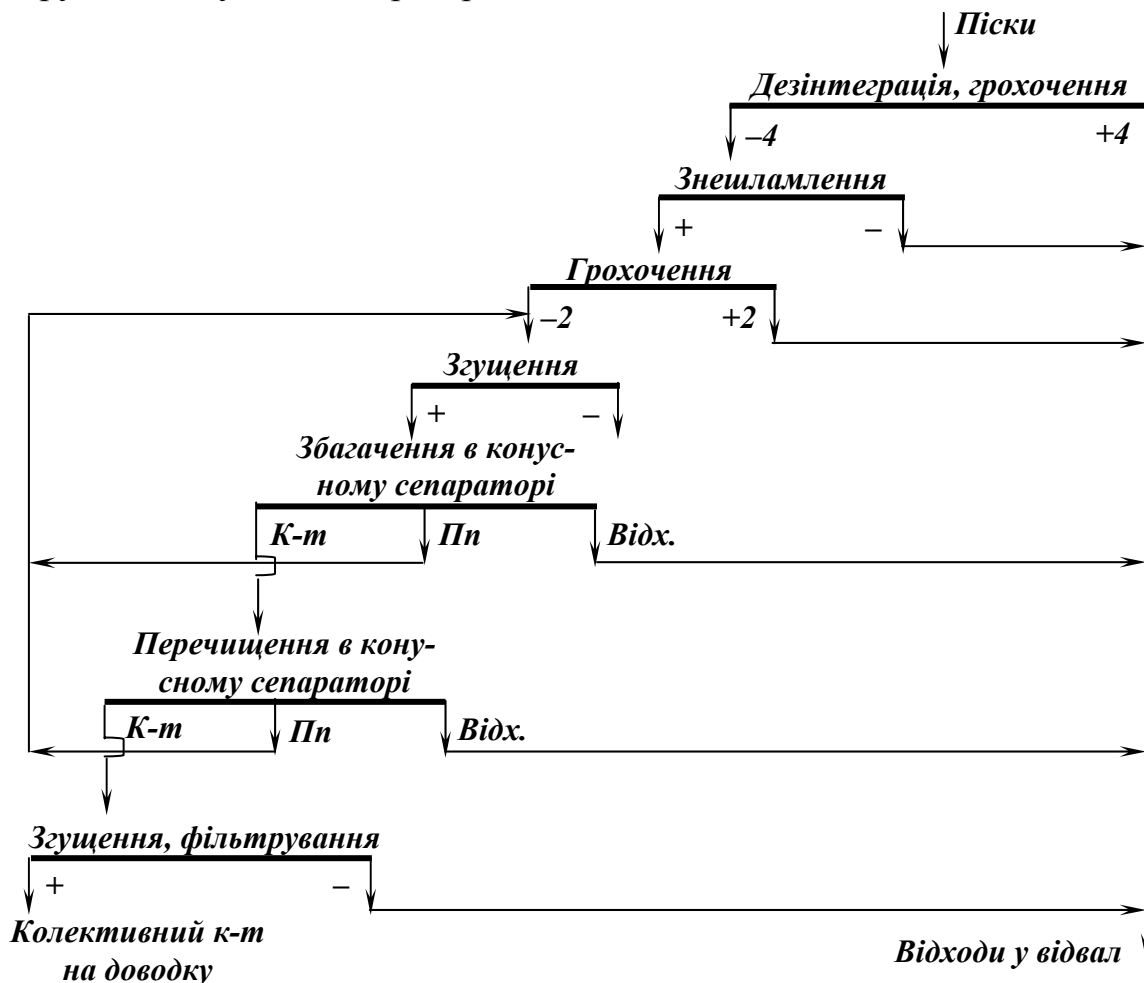 Піски
Дезінтеграція, грохочення
–4
+4
Знешламлення
+
–
Грохочення
–2
+2
Згущення
+
–
Збагачення в конус-
ному сепараторі
К-т
Пп
Відх.
Перечищення в кону-
сному сепараторі
К-т
Пп
Відх.
Згущення, фільтрування
+
–
Колективний к-т
на доводку
Відходи у відвал